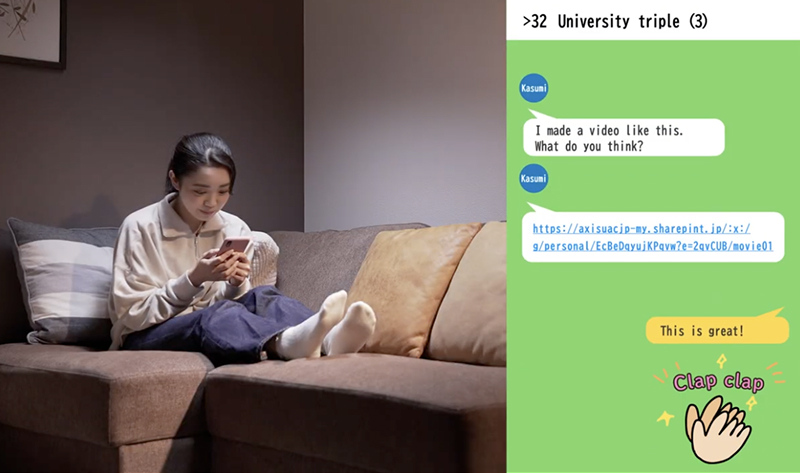 >32 University triple (3)
Kasumi
I made a video like this.
What do you think?
Kasumi
https://axisuacjp-my.sharepint.jp/:x:/
g/personal/EcBeDqyujKPqvw?e=2qvCUB/movie01
This is great!
Clap clap